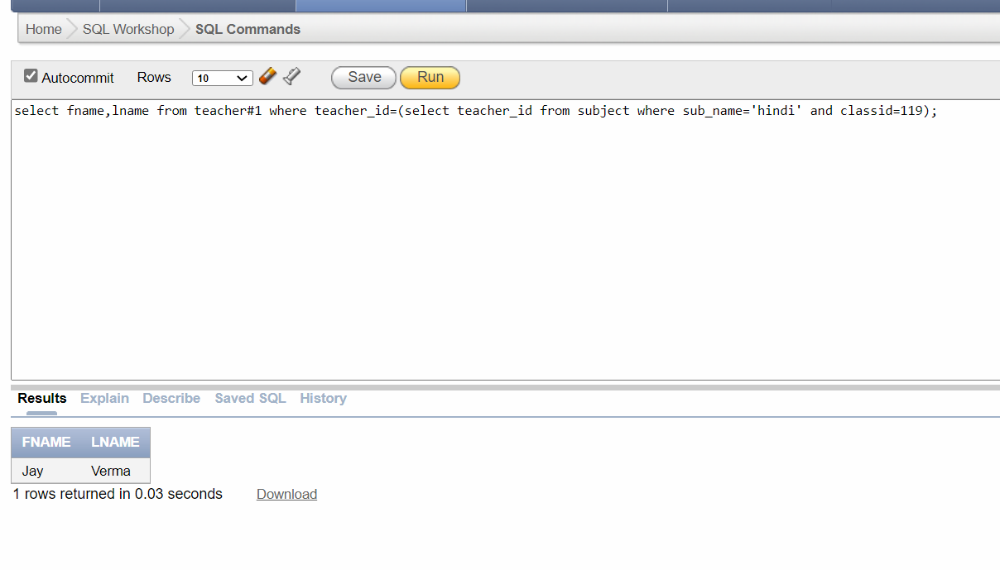 Home SQL Workshop SQL Commands
Autocommit Rows 10 Save Run
select fname,lname from teacher#1 where teacher_id=(select teacher_id from subject where sub_name='hindi' and classid=119);
Results Explain Describe Saved SQL History
FNAME LNAME
Jay Verma
1 rows returned in 0.03 seconds Download